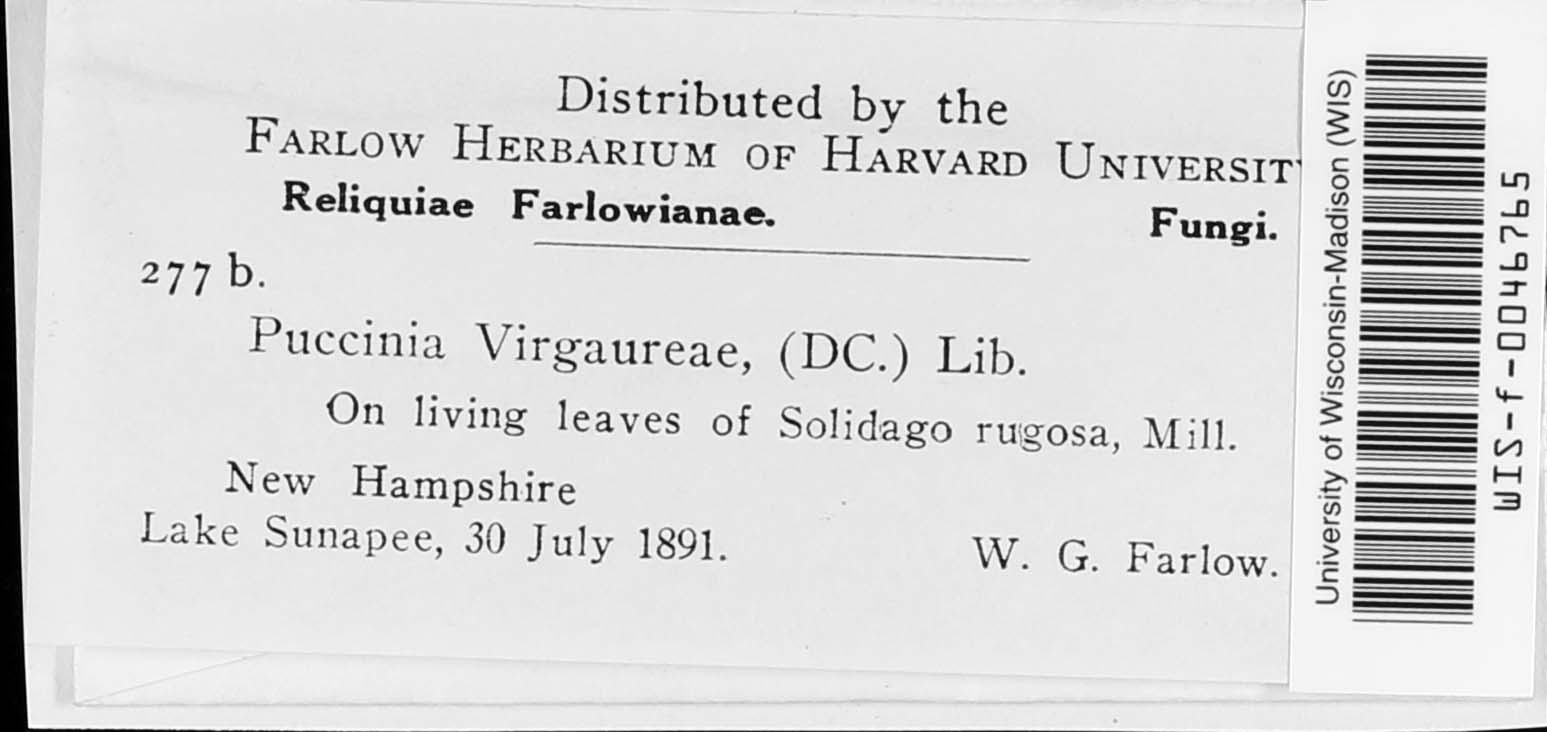 Distributed by the
FARLOW HERBARIUM OF HARVARD UNIVERSIT
Reliquiae Farlowianae. Fungi.
277 b.
Puccinia Virgaureae, (DC.) Lib.
On living leaves of Solidago rugosa, Mill.
New Hampshire
Lake Sunapee, 30 July 1891. W. G. Farlow.
University of Wisconsin-Madison (WIS)
WIS-f-0046765